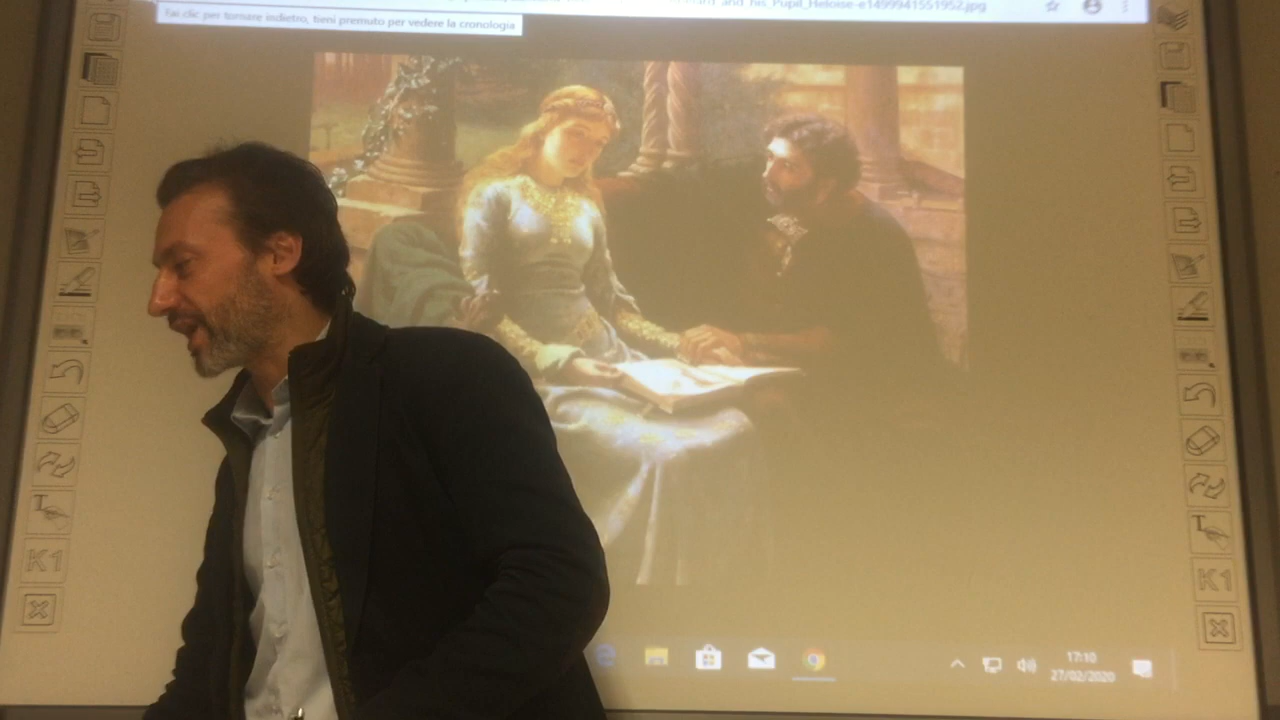 and_his_Pupil_Heloise-e1499941551952.jpg
Fai clic per tornare indietro, tieni premuto per vedere la cronologia
T T
K1 K1
17:10
27/02/2020